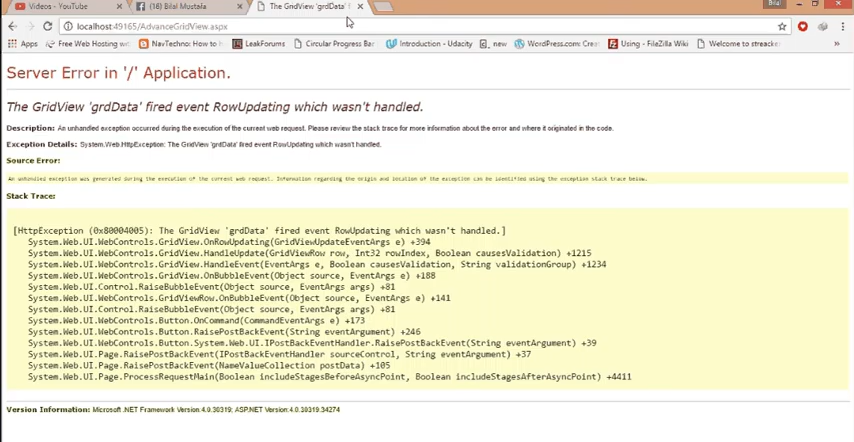 Videos - YouTube
(16) Bilal Mustafa
The GridView 'grdData' f
Bilal
localhost:49165/AdvanceGridView.aspx
Apps
Free Web Hosting wit
NavTechno: How to h
LeakForums
Circular Progress Bar
Introduction - Udacity
new
WordPress.com: Creat
Using - FileZilla Wiki
Welcome to streacker
»
Server Error in '/' Application.
The GridView 'grdData' fired event RowUpdating which wasn't handled.
Description: An unhandled exception occurred during the execution of the current web request. Please review the stack trace for more information about the error and where it originated in the code.
Exception Details: System.Web.HttpException: The GridView 'grdData' fired event RowUpdating which wasn't handled.
Source Error:
An unhandled exception was generated during the execution of the current web request. Information regarding the origin and location of the exception can be identified using the exception stack trace below.
Stack Trace:
[HttpException (0x80004005): The GridView 'grdData' fired event RowUpdating which wasn't handled.]
System.Web.UI.WebControls.GridView.OnRowUpdating(GridViewUpdateEventArgs e) +394
System.Web.UI.WebControls.GridView.HandleUpdate(GridViewRow row, Int32 rowIndex, Boolean causesValidation) +1215
System.Web.UI.WebControls.GridView.HandleEvent(EventArgs e, Boolean causesValidation, String validationGroup) +1234
System.Web.UI.WebControls.GridView.OnBubbleEvent(Object source, EventArgs e) +188
System.Web.UI.Control.RaiseBubbleEvent(Object source, EventArgs args) +81
System.Web.UI.WebControls.GridViewRow.OnBubbleEvent(Object source, EventArgs e) +141
System.Web.UI.Control.RaiseBubbleEvent(Object source, EventArgs args) +81
System.Web.UI.WebControls.Button.OnCommand(CommandEventArgs e) +173
System.Web.UI.WebControls.Button.RaisePostBackEvent(String eventArgument) +246
System.Web.UI.WebControls.Button.System.Web.UI.IPostBackEventHandler.RaisePostBackEvent(String eventArgument) +39
System.Web.UI.Page.RaisePostBackEvent(IPostBackEventHandler sourceControl, String eventArgument) +37
System.Web.UI.Page.RaisePostBackEvent(NameValueCollection postData) +105
System.Web.UI.Page.ProcessRequestMain(Boolean includeStagesBeforeAsyncPoint, Boolean includeStagesAfterAsyncPoint) +4411
Version Information: Microsoft .NET Framework Version:4.0.30319; ASP.NET Version:4.0.30319.34274